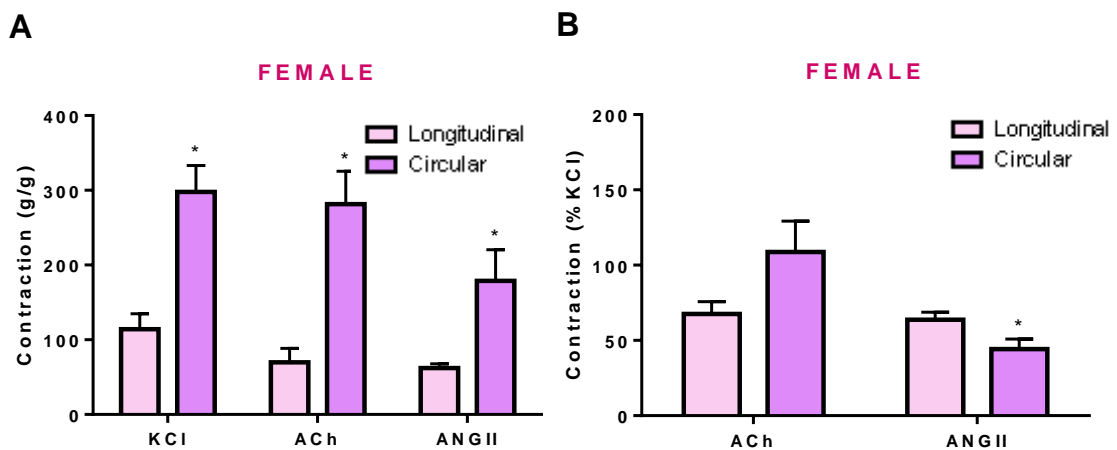 A
FEMALE
Contraction (g/g)
400
300
200
100
0
Longitudinal
Circular
*
*
*
KCl
ACh
ANGII
B
FEMALE
Contraction (% KCl)
200
150
100
50
0
Longitudinal
Circular
*
ACh
ANGII